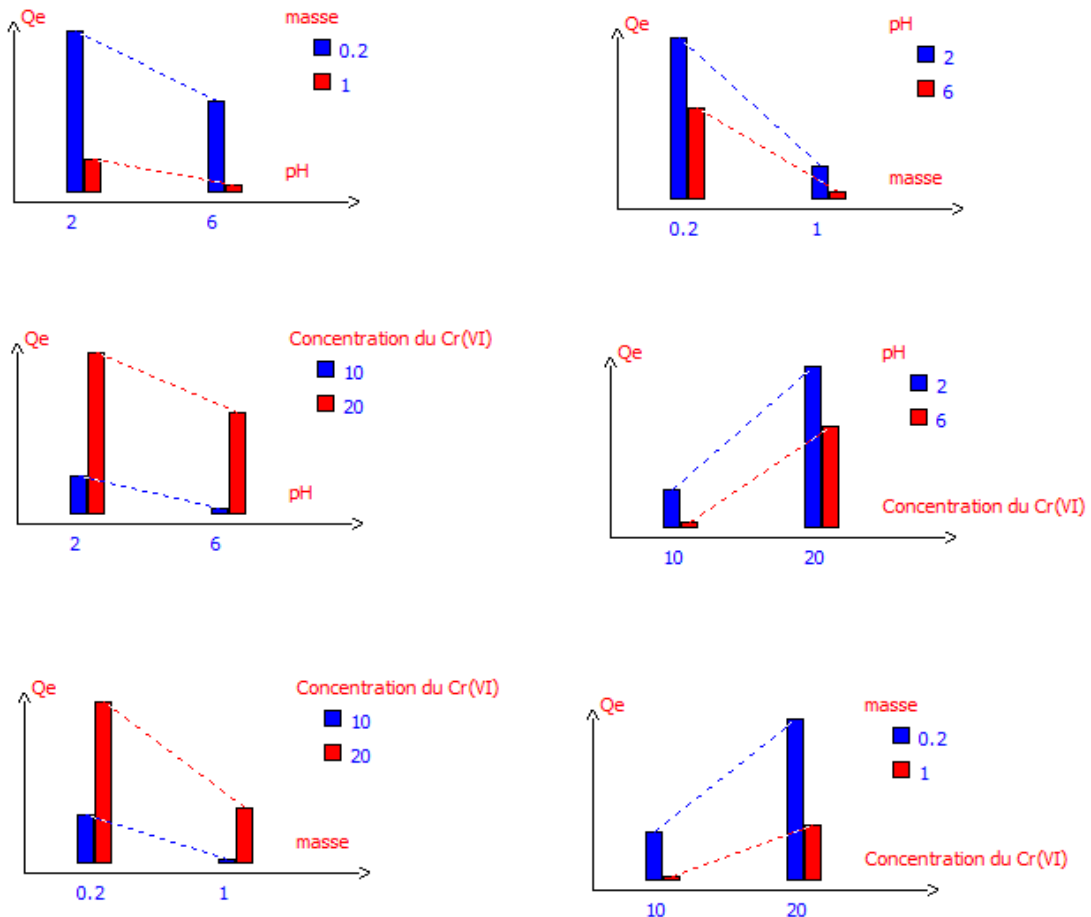 Qe
masse
0.2
1
pH
2
6
Qe
pH
2
6
masse
0.2
1
Qe
Concentration du Cr(VI)
10
20
pH
2
6
Qe
pH
2
6
Concentration du Cr(VI)
10
20
Qe
Concentration du Cr(VI)
10
20
masse
0.2
1
Qe
masse
0.2
1
Concentration du Cr(VI)
10
20